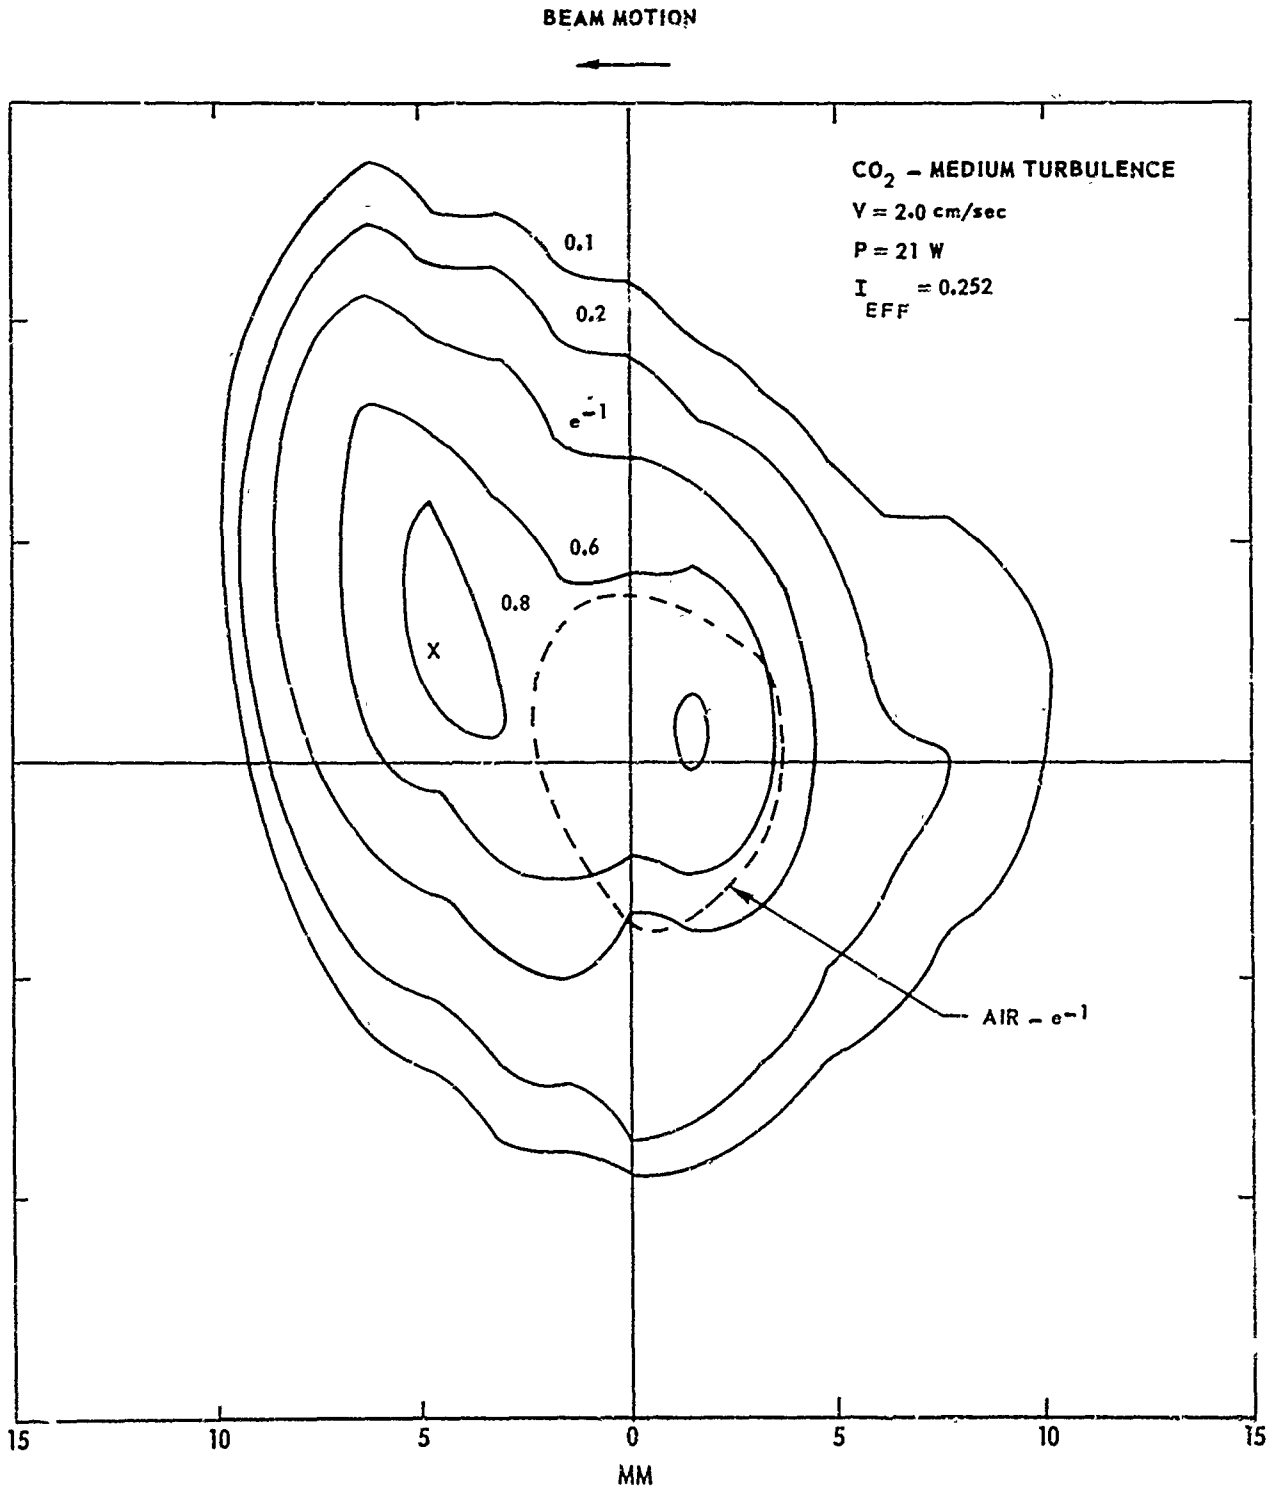 BEAM MOTION
CO2 – MEDIUM TURBULENCE
V = 2.0 cm/sec
P = 21 W
I EFF = 0.252
0.1
0.2
e-1
0.6
0.8
X
AIR – e-1
15 10 5 0 5 10 15
MM